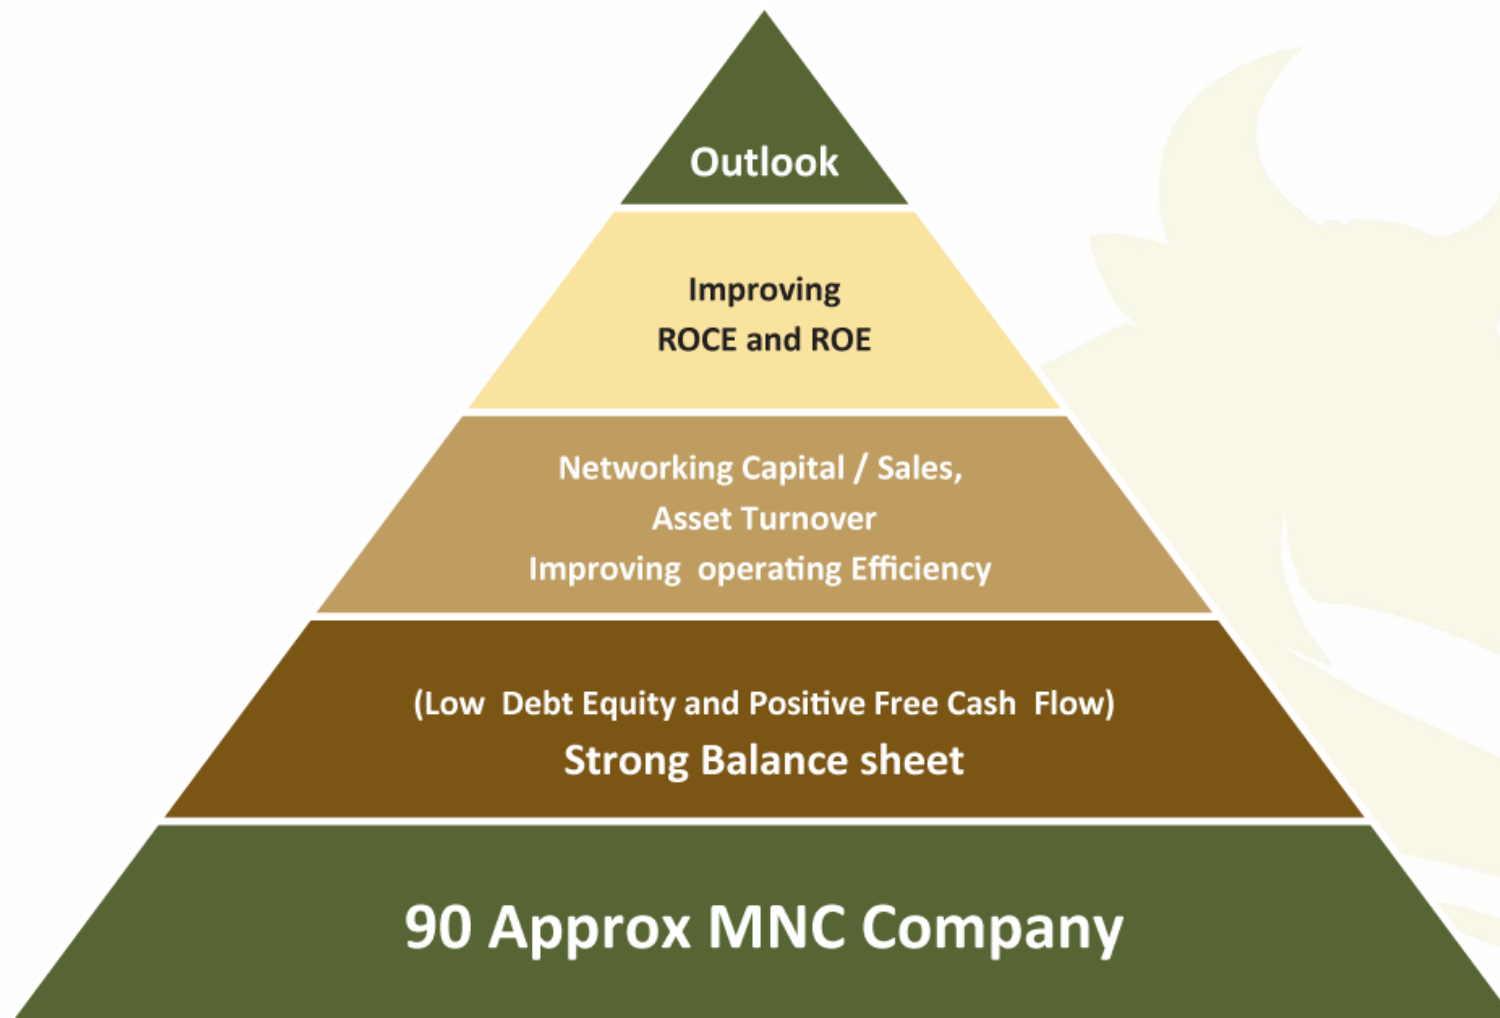 Outlook
Improving
ROCE and ROE
Networking Capital / Sales,
Asset Turnover
Improving operating Efficiency
(Low Debt Equity and Positive Free Cash Flow)
Strong Balance sheet
90 Approx MNC Company